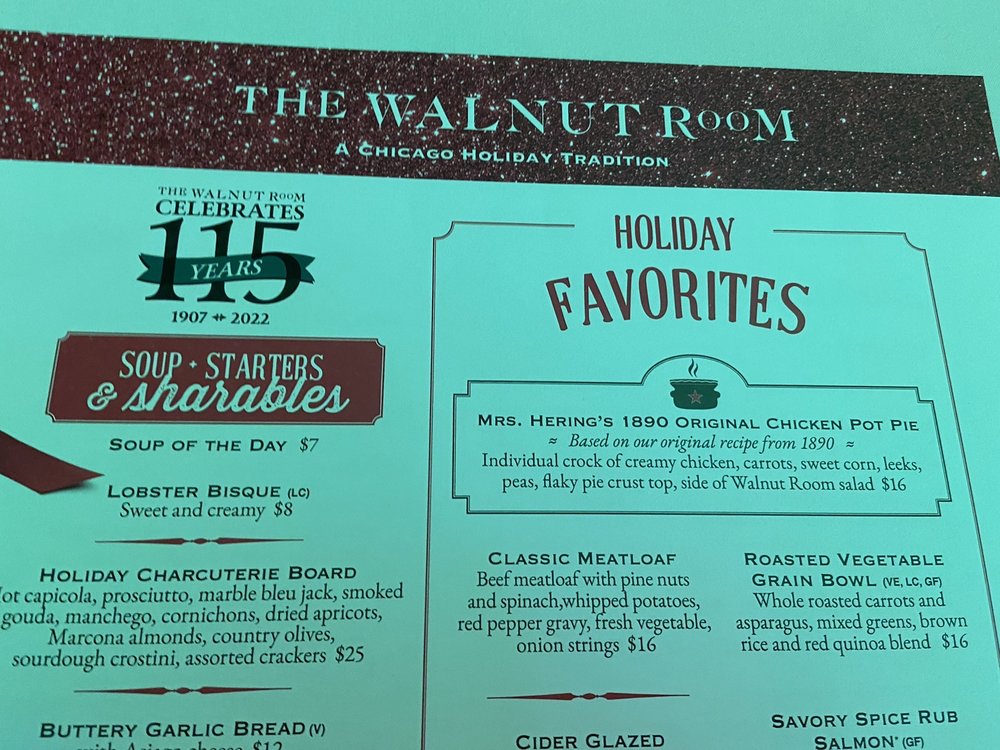 THE WALNUT ROOM
A CHICAGO HOLIDAY TRADITION
THE WALNUT ROOM
CELEBRATES
115
YEARS
1907 2022
SOUP + STARTERS
& sharables
SOUP OF THE DAY $7
LOBSTER BISQUE (LC)
Sweet and creamy $8
HOLIDAY CHARCUTERIE BOARD
capicola, prosciutto, marble bleu jack, smoked
gouda, manchego, cornichons, dried apricots,
Marcona almonds, country olives,
sourdough crostini, assorted crackers $25
BUTTERY GARLIC BREAD (V)
with Asiago cheese $12
HOLIDAY
FAVORITES
MRS. HERING'S 1890 ORIGINAL CHICKEN POT PIE
≈ Based on our original recipe from 1890 ≈
Individual crock of creamy chicken, carrots, sweet corn, leeks,
peas, flaky pie crust top, side of Walnut Room salad $16
CLASSIC MEATLOAF
Beef meatloaf with pine nuts
and spinach,whipped potatoes,
red pepper gravy, fresh vegetable,
onion strings $16
ROASTED VEGETABLE
GRAIN BOWL (VE, LC, GF)
Whole roasted carrots and
asparagus, mixed greens, brown
rice and red quinoa blend $16
CIDER GLAZED
SAVORY SPICE RUB
SALMON* (GF)